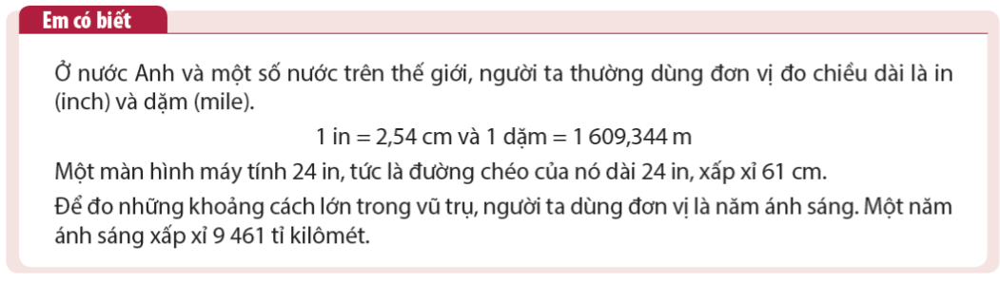 Em có biết
Ở nước Anh và một số nước trên thế giới, người ta thường dùng đơn vị đo chiều dài là in
(inch) và dặm (mile).
1 in = 2,54 cm và 1 dặm = 1 609,344 m
Một màn hình máy tính 24 in, tức là đường chéo của nó dài 24 in, xấp xỉ 61 cm.
Để đo những khoảng cách lớn trong vũ trụ, người ta dùng đơn vị là năm ánh sáng. Một năm
ánh sáng xấp xỉ 9 461 tỉ kilômét.